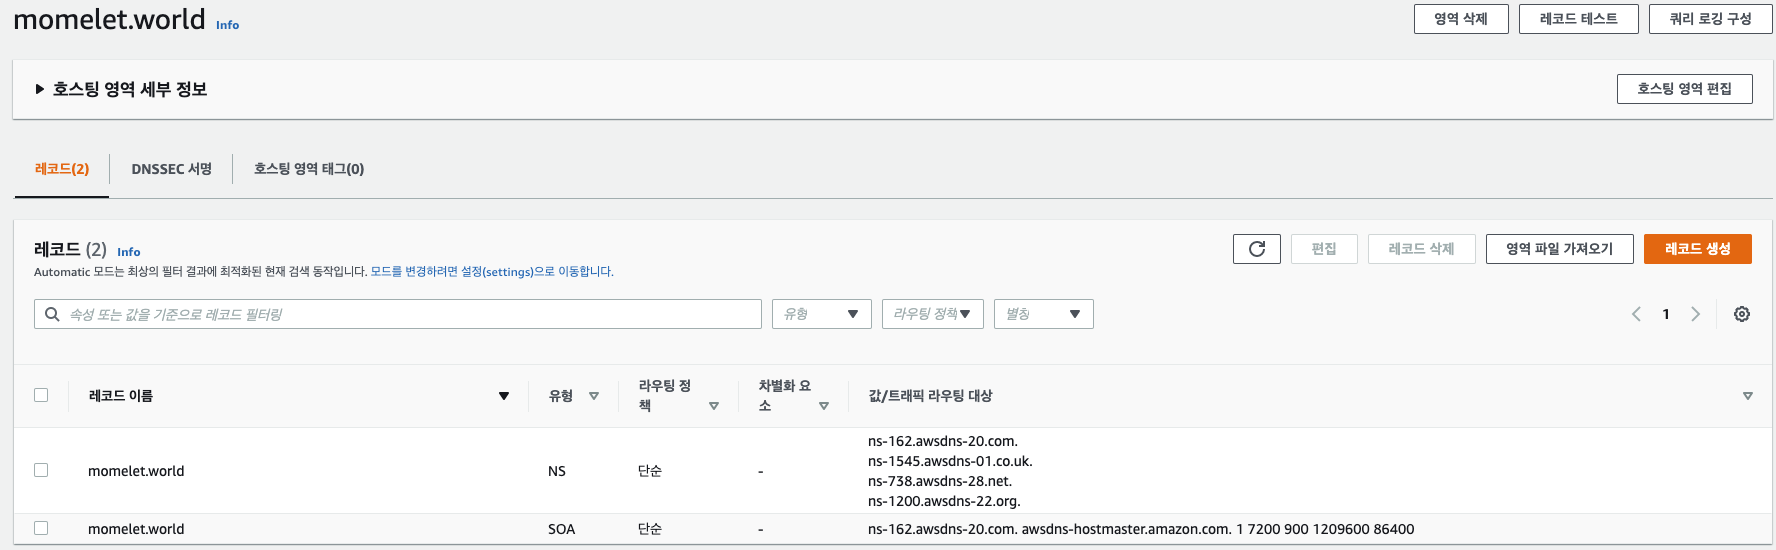 momelet.world Info
영역 삭제
레코드 테스트
쿼리 로깅 구성
호스팅 영역 세부 정보
호스팅 영역 편집
레코드(2)
DNSSEC 서명
호스팅 영역 태그(0)
레코드 (2) Info
Automatic 모드는 최상의 필터 결과에 최적화된 현재 검색 동작입니다. 모드를 변경하려면 설정(settings)으로 이동합니다.
편집
레코드 삭제
영역 파일 가져오기
레코드 생성
속성 또는 값을 기준으로 레코드 필터링
유형
라우팅 정책
별칭
1
레코드 이름
유형
라우팅 정
책
차별화 요
소
값/트래픽 라우팅 대상
momelet.world
NS
단순
-
ns-162.awsdns-20.com.
ns-1545.awsdns-01.co.uk.
ns-738.awsdns-28.net.
ns-1200.awsdns-22.org.
momelet.world
SOA
단순
-
ns-162.awsdns-20.com. awsdns-hostmaster.amazon.com. 1 7200 900 1209600 86400